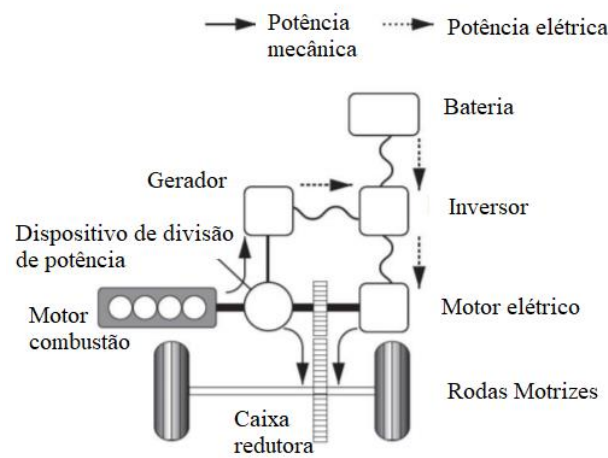 Potência
mecânica
Potência elétrica
Bateria
Gerador
Inversor
Dispositivo de divisão
de potência
Motor
combustão
Motor elétrico
Rodas Motrizes
Caixa
redutora